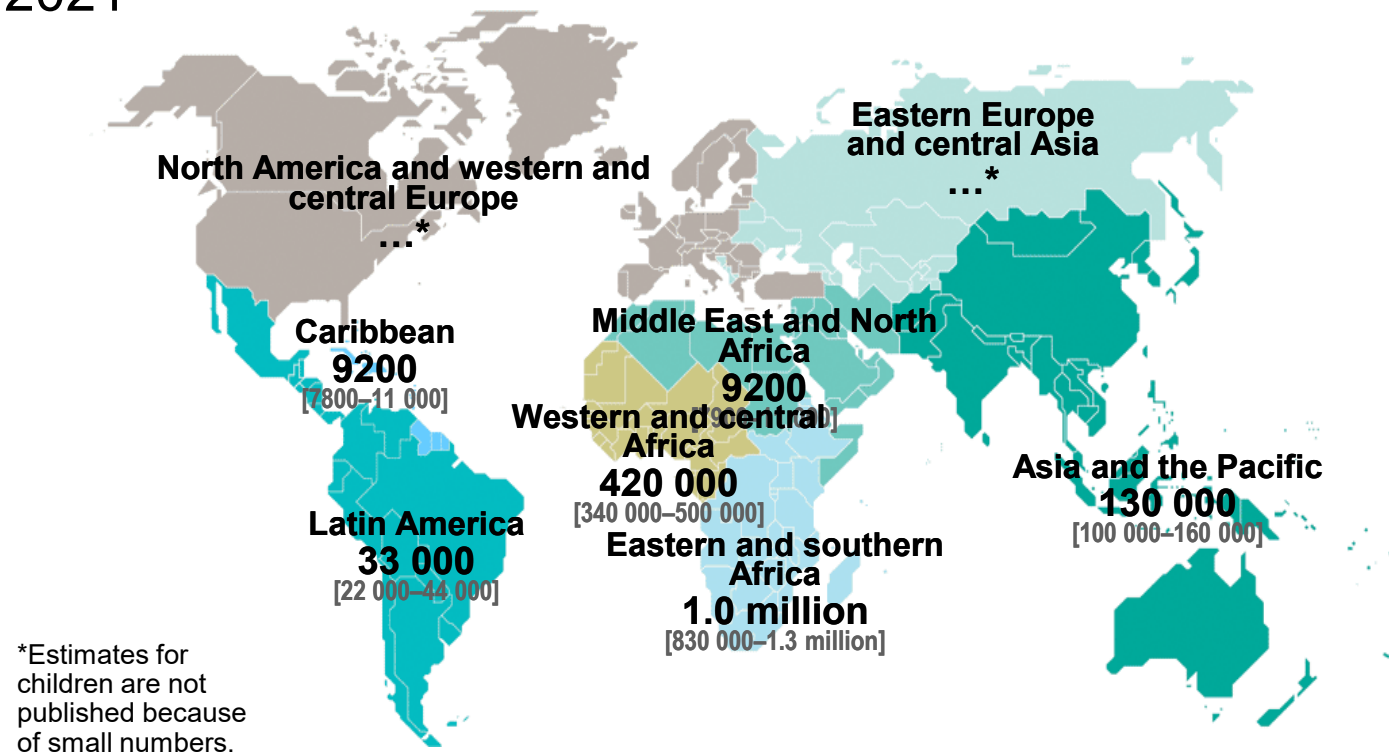 North America and western and
central Europe
…*
Eastern Europe
and central Asia
…*
Caribbean
9200
[7800–11 000]
Middle East and North
Africa
9200
Western and central
Africa
420 000
[340 000–500 000]
Asia and the Pacific
130 000
[100 000–160 000]
Latin America
33 000
[22 000–44 000]
Eastern and southern
Africa
1.0 million
[830 000–1.3 million]
*Estimates for
children are not
published because
of small numbers.